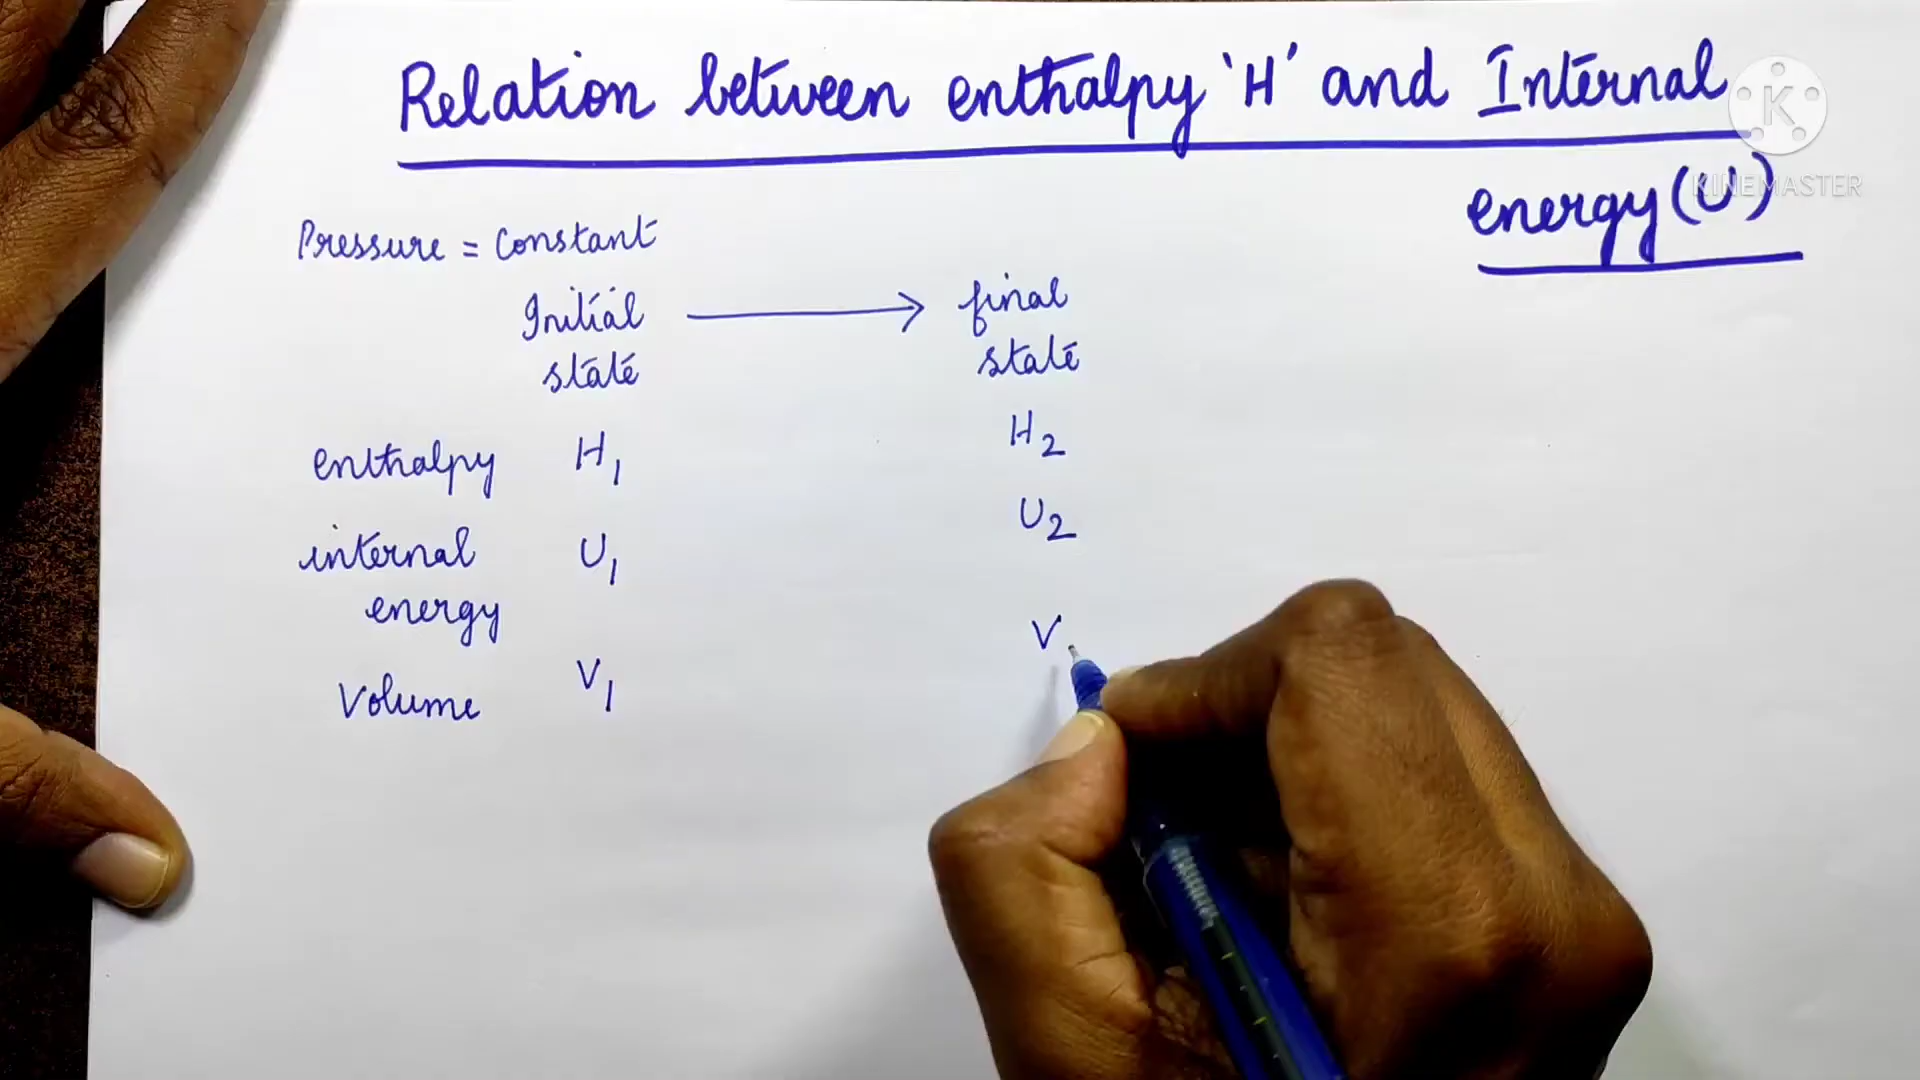 Relation between enthalpy 'H' and Internal
energy (U)
KINEMASTER
Pressure = Constant
Initial → final
state state
enthalpy H1 H2
internal U1 U2
energy
Volume V1 V